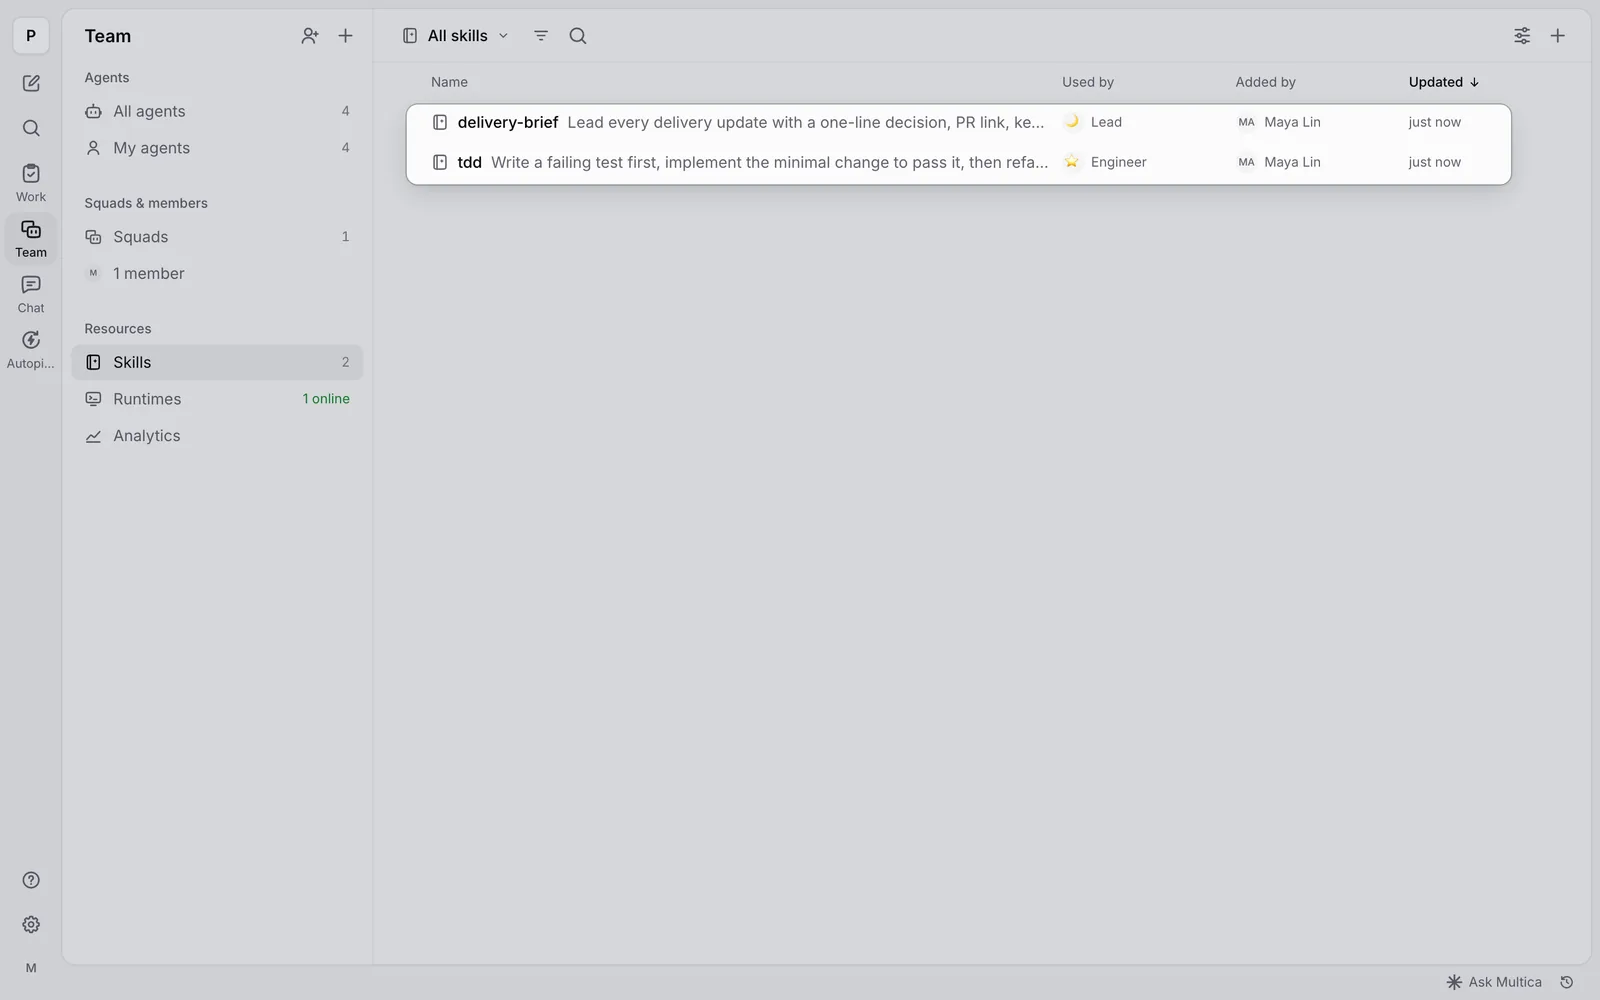 P
Work
Team
Chat
Autopi...
M
Team
Agents
All agents 4
My agents 4
Squads & members
Squads 1
M 1 member
Resources
Skills 2
Runtimes 1 online
Analytics
All skills
Name Used by Added by Updated ↓
delivery-brief Lead every delivery update with a one-line decision, PR link, ke... Lead MA Maya Lin just now
tdd Write a failing test first, implement the minimal change to pass it, then refa... Engineer MA Maya Lin just now
Ask Multica